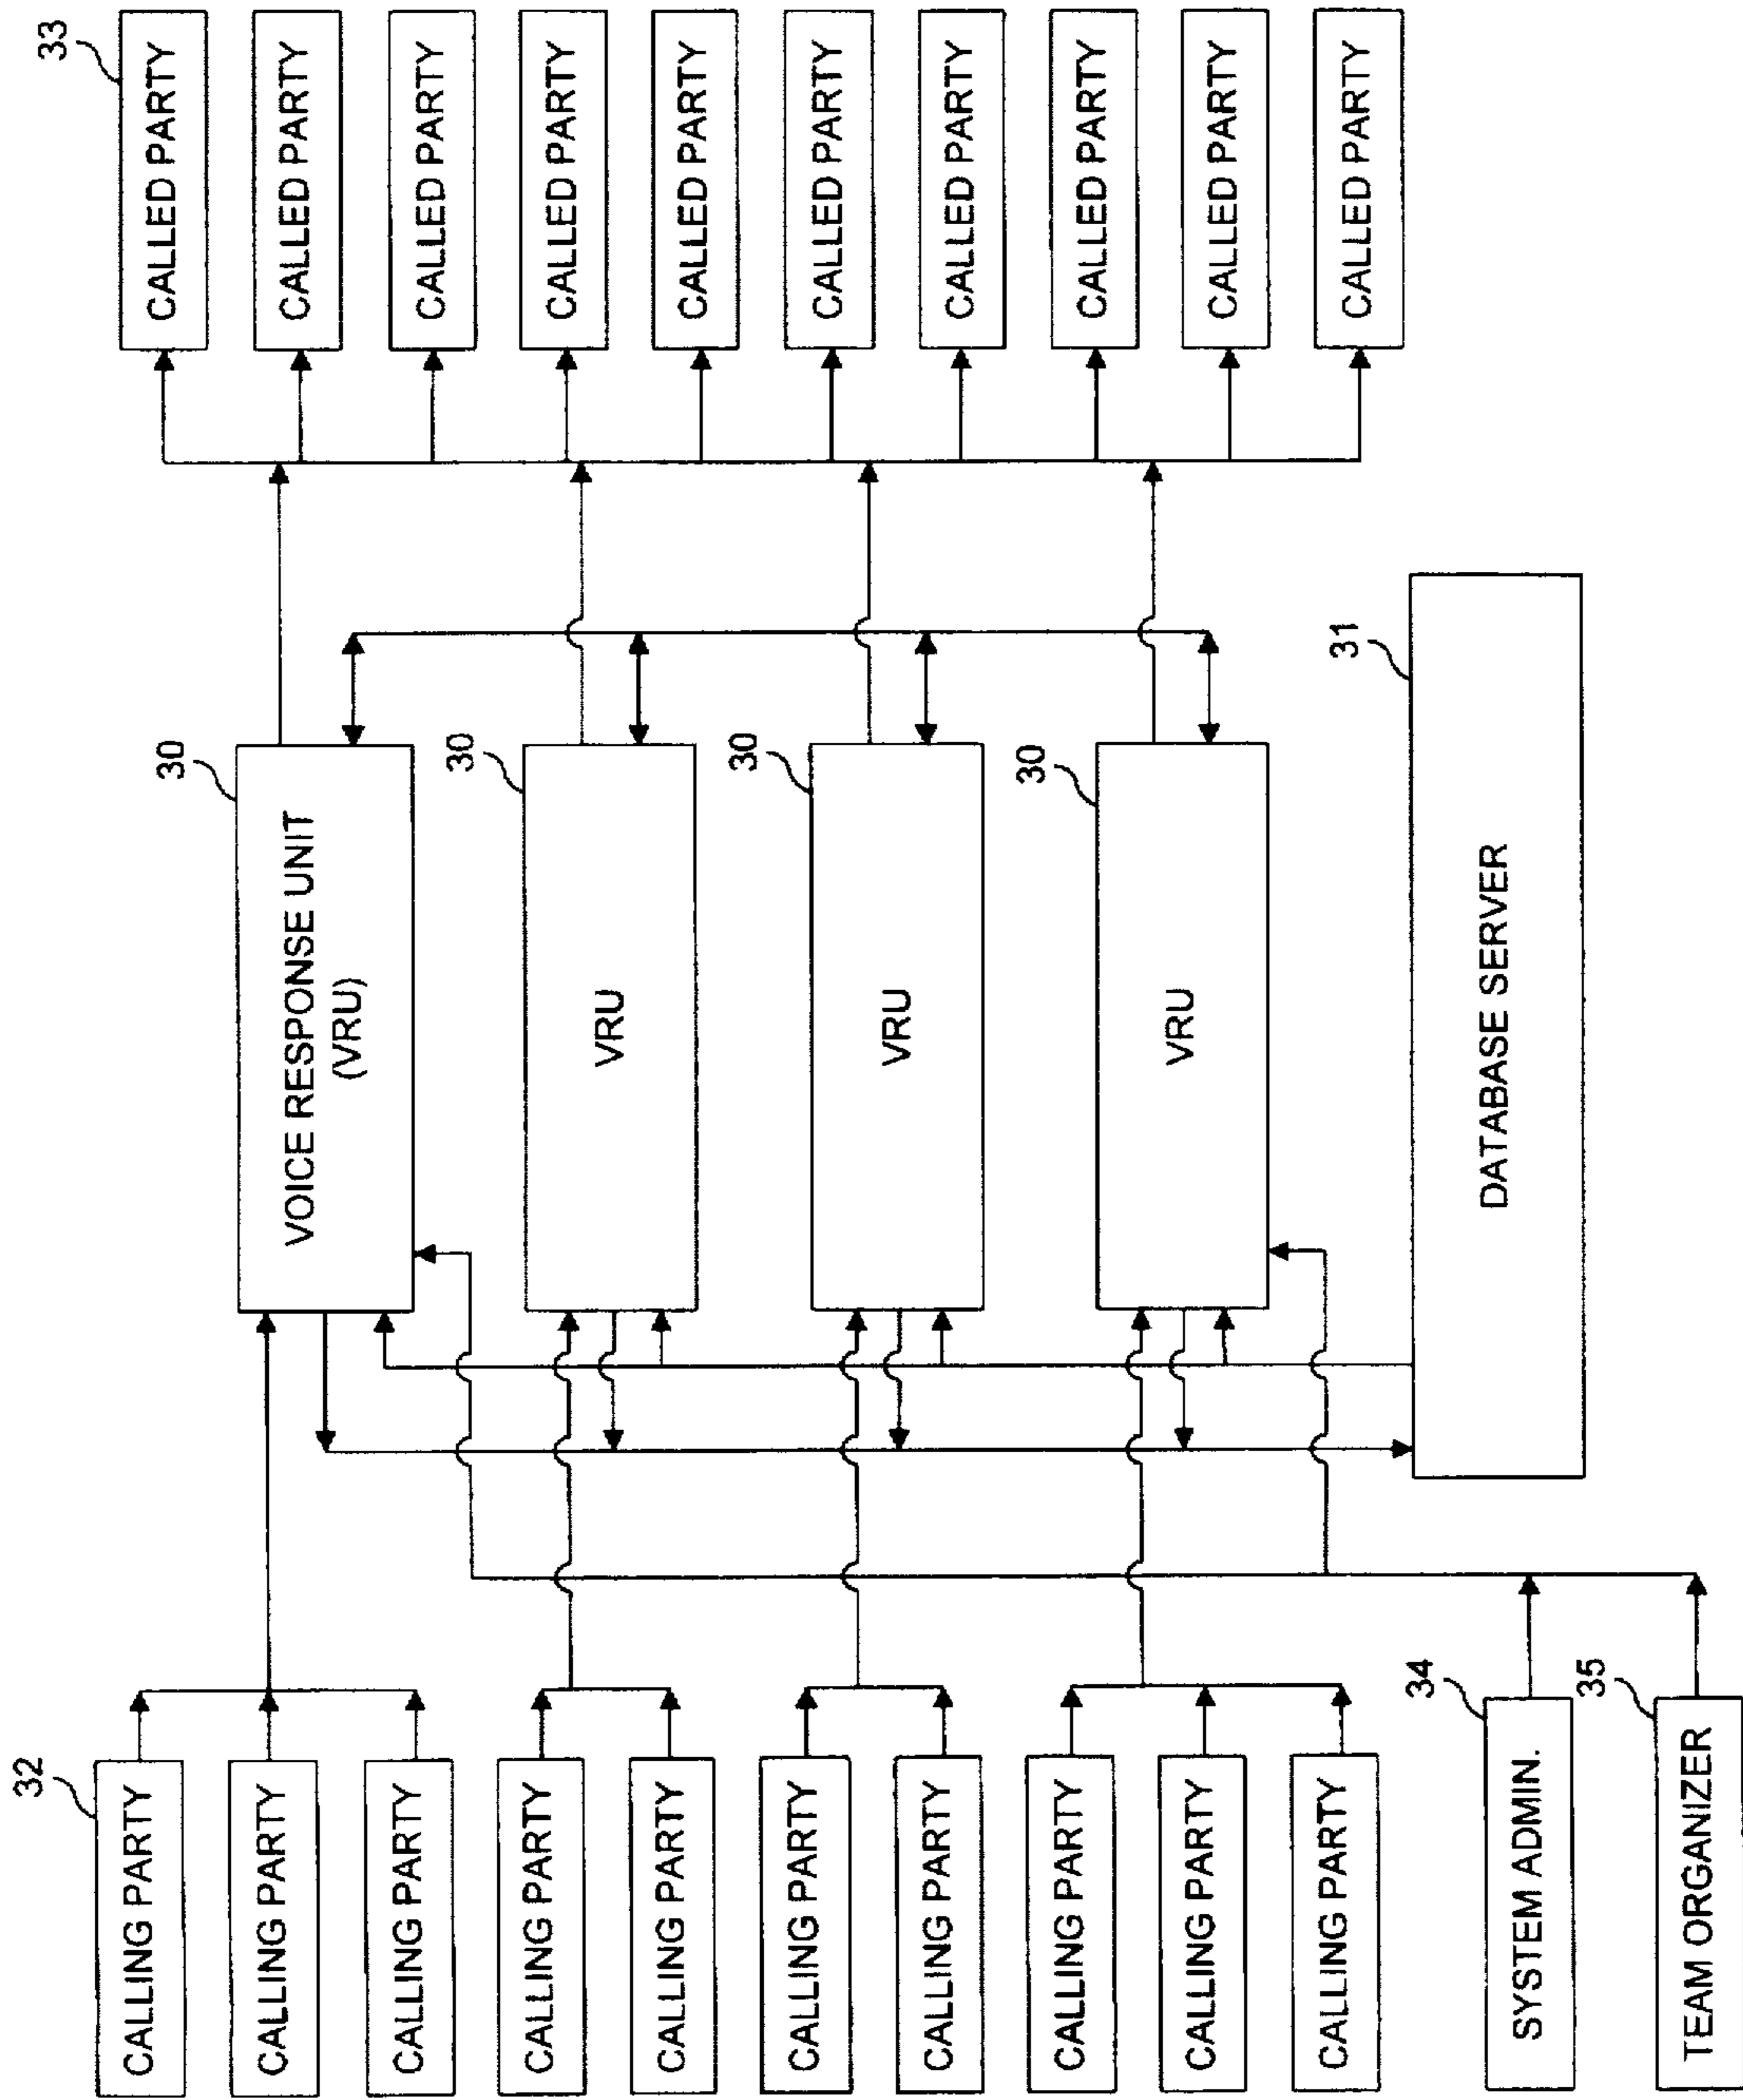 32
CALLING PARTY
CALLING PARTY
CALLING PARTY
CALLING PARTY
CALLING PARTY
CALLING PARTY
CALLING PARTY
CALLING PARTY
CALLING PARTY
CALLING PARTY
34
SYSTEM ADMIN.
35
TEAM ORGANIZER
30
VOICE RESPONSE UNIT
(VRU)
30
VRU
30
VRU
30
VRU
31
DATABASE SERVER
33
CALLED PARTY
CALLED PARTY
CALLED PARTY
CALLED PARTY
CALLED PARTY
CALLED PARTY
CALLED PARTY
CALLED PARTY
CALLED PARTY
CALLED PARTY